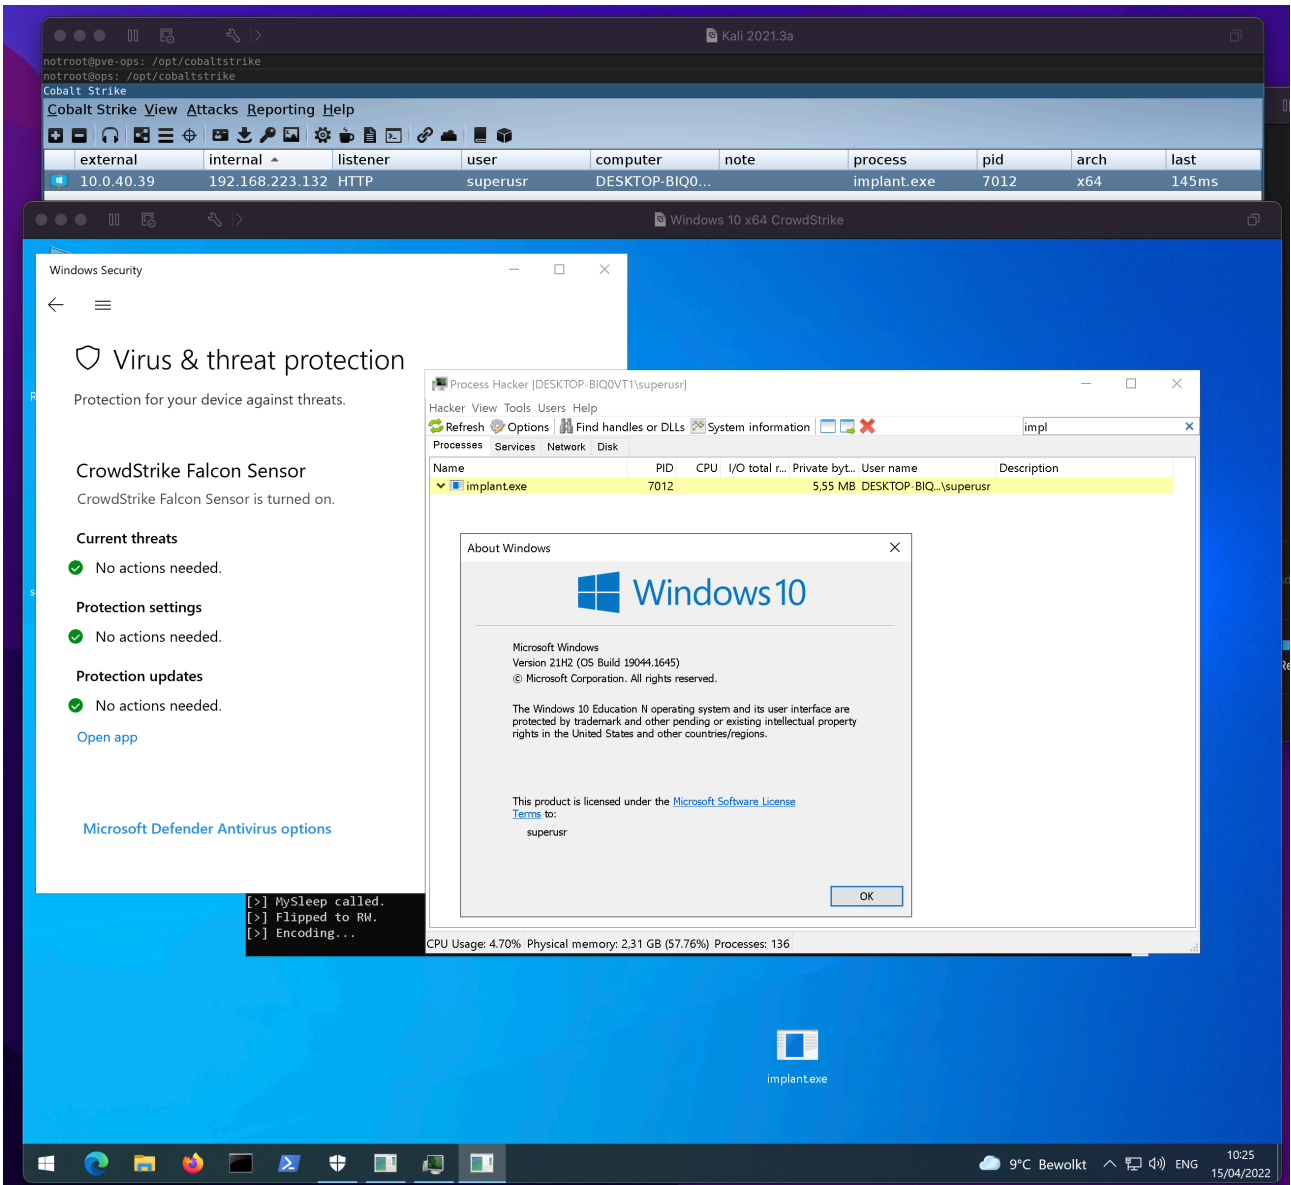 Kali 2021.3a
notroot@pve-ops: /opt/cobaltstrike
notroot@ops: /opt/cobaltstrike
Cobalt Strike
Cobalt Strike View Attacks Reporting Help
external internal listener user computer note process pid arch last
10.0.40.39 192.168.223.132 HTTP superusr DESKTOP-BIQ0... implant.exe 7012 x64 145ms
Windows 10 x64 CrowdStrike
Windows Security
Virus & threat protection
Protection for your device against threats.
CrowdStrike Falcon Sensor
CrowdStrike Falcon Sensor is turned on.
Current threats
No actions needed.
Protection settings
No actions needed.
Protection updates
No actions needed.
Open app
Microsoft Defender Antivirus options
Process Hacker [DESKTOP-BIQ0VT1\superusr]
Hacker View Tools Users Help
Refresh Options Find handles or DLLs System information impl
Processes Services Network Disk
Name PID CPU I/O total r... Private byt... User name Description
implant.exe 7012 5,55 MB DESKTOP-BIQ...\superusr
About Windows
Windows 10
Microsoft Windows
Version 21H2 (OS Build 19044.1645)
© Microsoft Corporation. All rights reserved.
The Windows 10 Education N operating system and its user interface are
protected by trademark and other pending or existing intellectual property
rights in the United States and other countries/regions.
This product is licensed under the Microsoft Software License
Terms to:
superusr
OK
[>] MySleep called.
[>] Flipped to RW.
[>] Encoding...
CPU Usage: 4.70% Physical memory: 2,31 GB (57.76%) Processes: 136
implant.exe
9°C Bewolkt ENG
10:25
15/04/2022